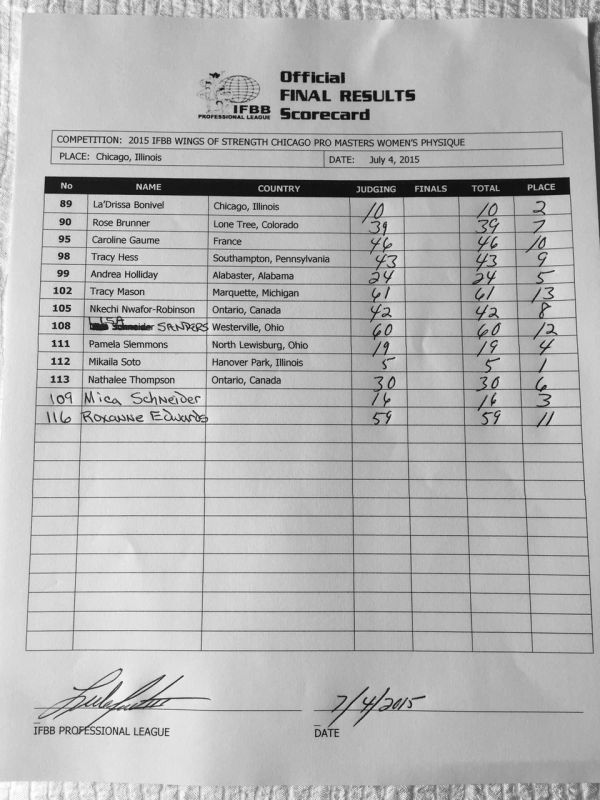 Official
FINAL RESULTS
Scorecard
IFBB
PROFESSIONAL LEAGUE
COMPETITION: 2015 IFBB WINGS OF STRENGTH CHICAGO PRO MASTERS WOMEN'S PHYSIQUE
PLACE: Chicago, Illinois DATE: July 4, 2015
No NAME COUNTRY JUDGING FINALS TOTAL PLACE
89 La'Drissa Bonivel Chicago, Illinois 10 10 2
90 Rose Brunner Lone Tree, Colorado 39 39 7
95 Caroline Gaume France 46 46 10
98 Tracy Hess Southampton, Pennsylvania 43 43 9
99 Andrea Holliday Alabaster, Alabama 24 24 5
102 Tracy Mason Marquette, Michigan 61 61 13
105 Nkechi Nwafor-Robinson Ontario, Canada 42 42 8
108 LISA Schneider SANDERS Westerville, Ohio 60 60 12
111 Pamela Slemmons North Lewisburg, Ohio 19 19 4
112 Mikaila Soto Hanover Park, Illinois 5 5 1
113 Nathalee Thompson Ontario, Canada 30 30 6
109 Mica Schneider 16 16 3
116 Roxanne Edwards 59 59 11
7/4/2015
IFBB PROFESSIONAL LEAGUE DATE